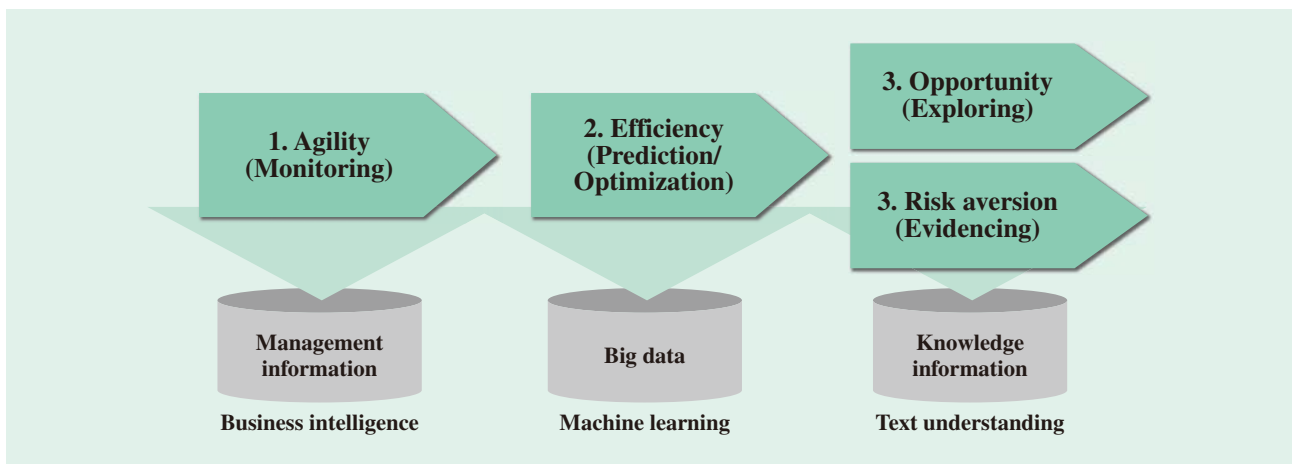 1. Agility
(Monitoring)
2. Efficiency
(Prediction/
Optimization)
3. Opportunity
(Exploring)
3. Risk aversion
(Evidencing)
Management
information
Big data
Knowledge
information
Business intelligence
Machine learning
Text understanding